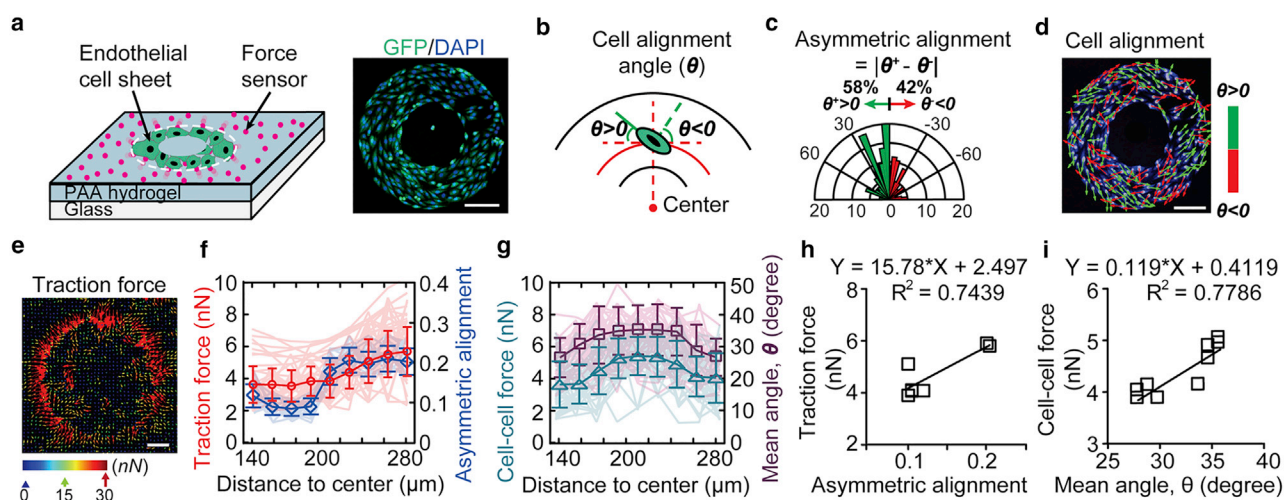 a
Endothelial
cell sheet
Force
sensor
PAA hydrogel
Glass
GFP/DAPI
b
Cell alignment
angle (θ)
θ>0
θ<0
Center
c
Asymmetric alignment
= |θ⁺ - θ⁻|
58% 42%
θ⁺>0 θ⁻<0
30 -30
60 -60
20 10 0 10 20
d
Cell alignment
θ>0
θ<0
e
Traction force
(nN)
0 15 30
f
Traction force (nN)
10
8
6
4
2
0
0.4
0.3
0.2
0.1
0
Asymmetric alignment
140 200 280
Distance to center (μm)
g
Cell-cell force (nN)
10
8
6
4
2
0
50
40
30
20
10
0
Mean angle, θ (degree)
140 200 280
Distance to center (μm)
h
Y = 15.78*X + 2.497
R² = 0.7439
Traction force
(nN)
8
6
4
2
0.1 0.2
Asymmetric alignment
i
Y = 0.119*X + 0.4119
R² = 0.7786
Cell-cell force
(nN)
6
5
4
3
25 30 35 40
Mean angle, θ (degree)